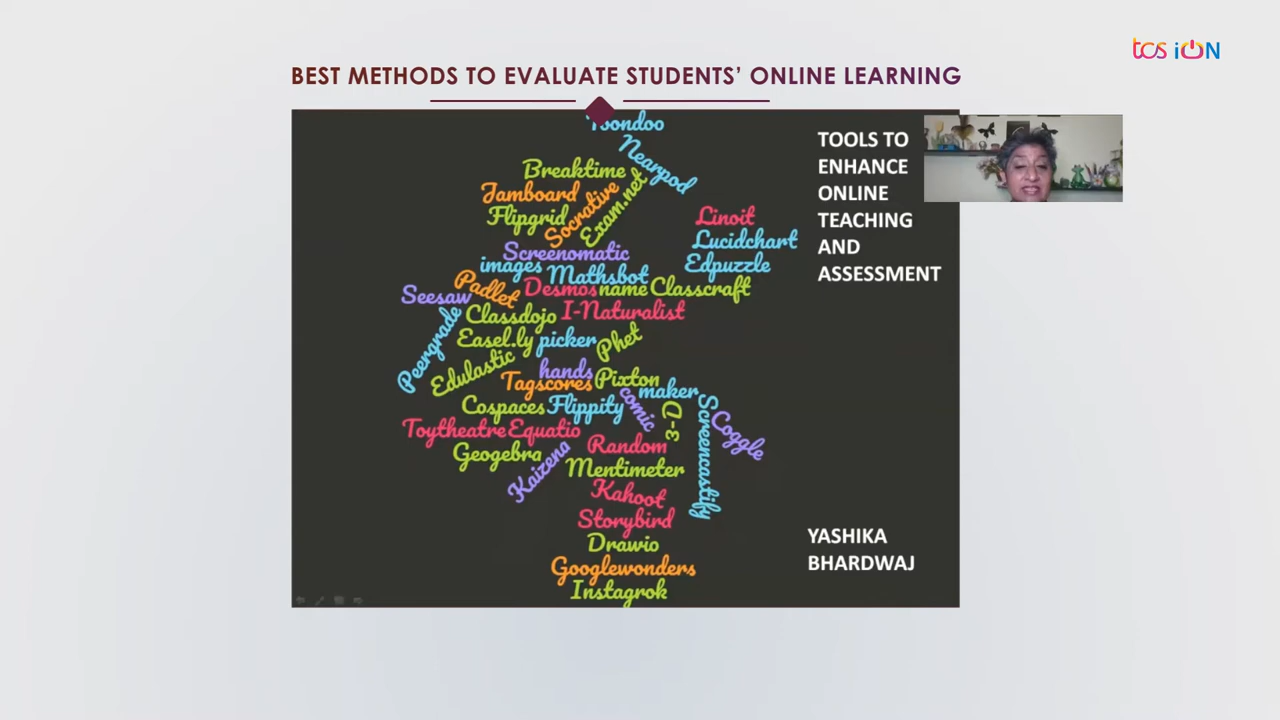 tcs iON
BEST METHODS TO EVALUATE STUDENTS’ ONLINE LEARNING
TOOLS TO
ENHANCE
ONLINE
TEACHING
AND
ASSESSMENT
Nearpod
Breaktime
Jamboard
Socrative
Exam.net
Flipgrid
Linoit
Lucidchart
Screenomatic
Edpuzzle
images
Mathsbot
Padlet
Desmos
name
Classcraft
Seesaw
Classdojo
I-Naturalist
Peergrade
Easel.ly
picker
Phet
Edulastic
hands
Tagscores
Pixton
maker
Cospaces
Flippity
comic
3-D
Screencastify
Coggle
Toytheatre
Equatio
Random
Geogebra
Kaizena
Mentimeter
Kahoot
Storybird
Drawio
Googlewonders
Instagrok
YASHIKA
BHARDWAJ